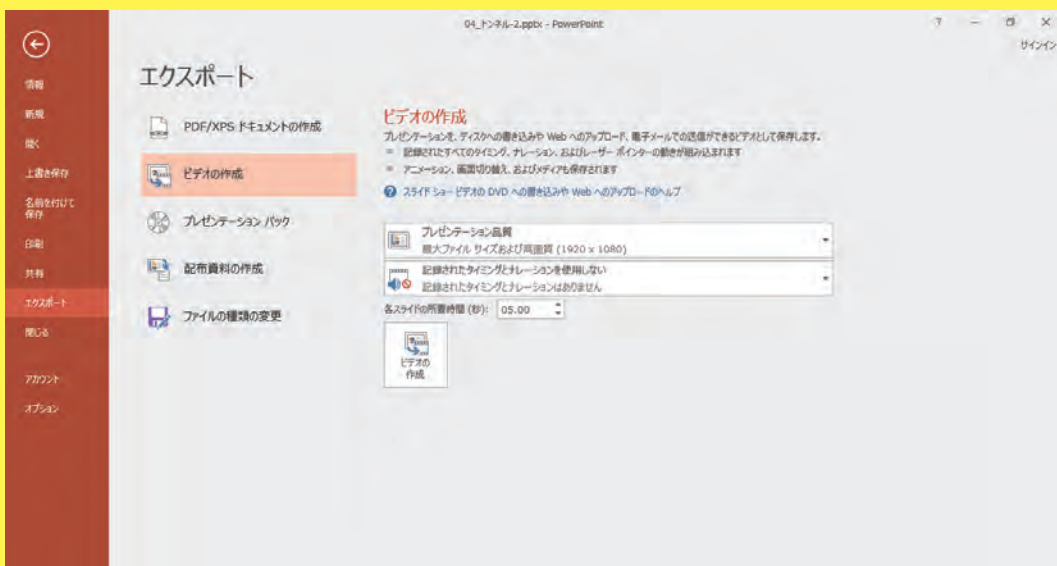 04_トンネル-2.pptx - PowerPoint
?
サインイン
情報
新規
開く
上書き保存
名前を付けて
保存
印刷
共有
エクスポート
閉じる
アカウント
オプション
エクスポート
PDF/XPS ドキュメントの作成
ビデオの作成
プレゼンテーション パック
配布資料の作成
ファイルの種類の変更
ビデオの作成
プレゼンテーションを、ディスクへの書き込みや Web へのアップロード、電子メールでの送信ができるビデオとして保存します。
記録されたすべてのタイミング、ナレーション、およびレーザー ポインターの動きが組み込まれます
アニメーション、画面切り替え、およびメディアも保存されます
スライド ショー ビデオの DVD への書き込みや Web へのアップロードのヘルプ
プレゼンテーション品質
最大ファイル サイズおよび高画質 (1920 x 1080)
記録されたタイミングとナレーションを使用しない
記録されたタイミングとナレーションはありません
各スライドの所要時間 (秒): 05.00
ビデオの
作成